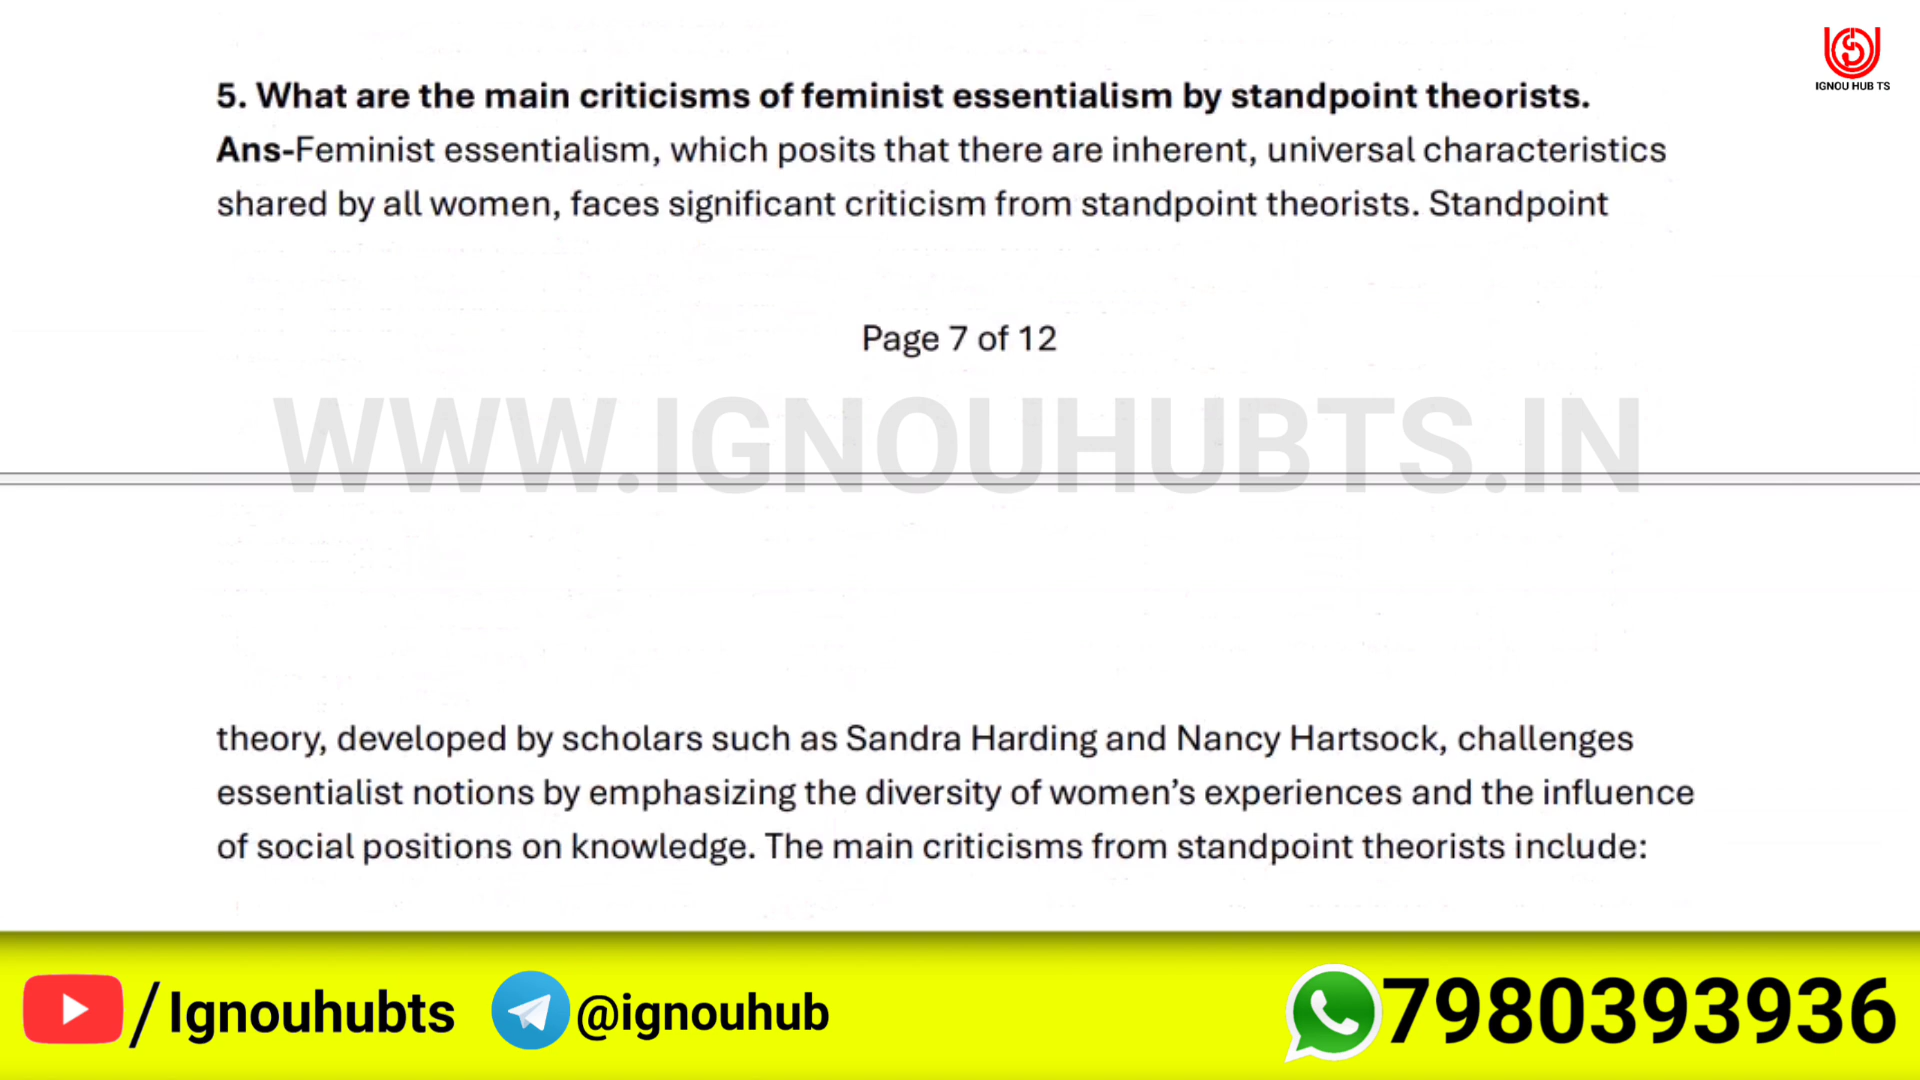 IGNOU HUB TS
5. What are the main criticisms of feminist essentialism by standpoint theorists.
Ans-Feminist essentialism, which posits that there are inherent, universal characteristics
shared by all women, faces significant criticism from standpoint theorists. Standpoint
Page 7 of 12
WWW.IGNOUHUBTS.IN
theory, developed by scholars such as Sandra Harding and Nancy Hartsock, challenges
essentialist notions by emphasizing the diversity of women’s experiences and the influence
of social positions on knowledge. The main criticisms from standpoint theorists include:
/Ignouhubts @ignouhub 7980393936